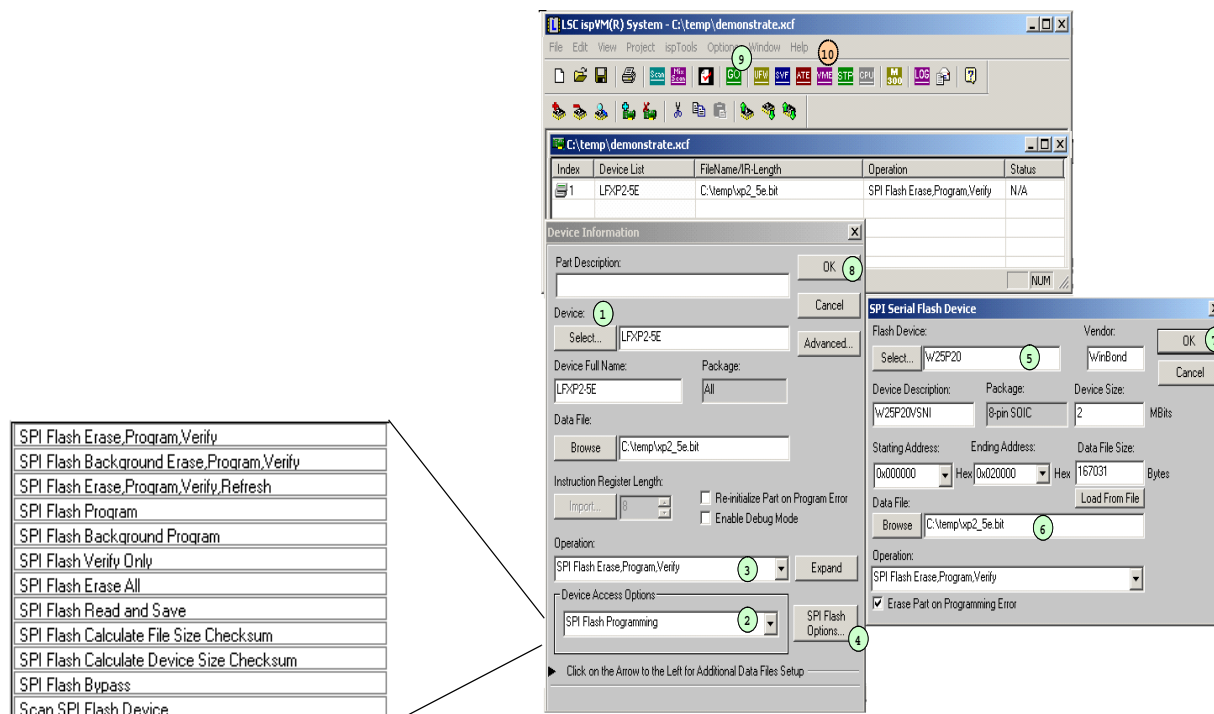 LSC ispVM(R) System - C:\temp\demonstrate.xcf
File Edit View Project ispTools Options Window Help
9
10
Scan
Mix Scan
GO
UFW
SVF
ATE
VME
STP
CPU
M 300
LOG
C:\temp\demonstrate.xcf
Index Device List FileName/IR-Length Operation Status
1 LFXP2-5E C:\temp\xp2_5e.bit SPI Flash Erase,Program,Verify N/A
NUM
Device Information
Part Description:
OK 8
Cancel
Device: 1
Select... LFXP2-5E
Advanced...
Device Full Name: Package:
LFXP2-5E All
Data File:
Browse C:\temp\xp2_5e.bit
Instruction Register Length:
Import... 8
Re-initialize Part on Program Error
Enable Debug Mode
Operation:
SPI Flash Erase,Program,Verify 3 Expand
Device Access Options
SPI Flash Programming 2
SPI Flash Options... 4
Click on the Arrow to the Left for Additional Data Files Setup
SPI Serial Flash Device
Flash Device: Vendor:
Select... W25P20 5 WinBond
OK 7
Cancel
Device Description: Package: Device Size:
W25P20VSNI 8-pin SOIC 2 MBits
Starting Address: Ending Address: Data File Size:
0x000000 Hex 0x020000 Hex 167031 Bytes
Data File: Load From File
Browse C:\temp\xp2_5e.bit 6
Operation:
SPI Flash Erase,Program,Verify
Erase Part on Programming Error
SPI Flash Erase,Program,Verify
SPI Flash Background Erase,Program,Verify
SPI Flash Erase,Program,Verify,Refresh
SPI Flash Program
SPI Flash Background Program
SPI Flash Verify Only
SPI Flash Erase All
SPI Flash Read and Save
SPI Flash Calculate File Size Checksum
SPI Flash Calculate Device Size Checksum
SPI Flash Bypass
Scan SPI Flash Device